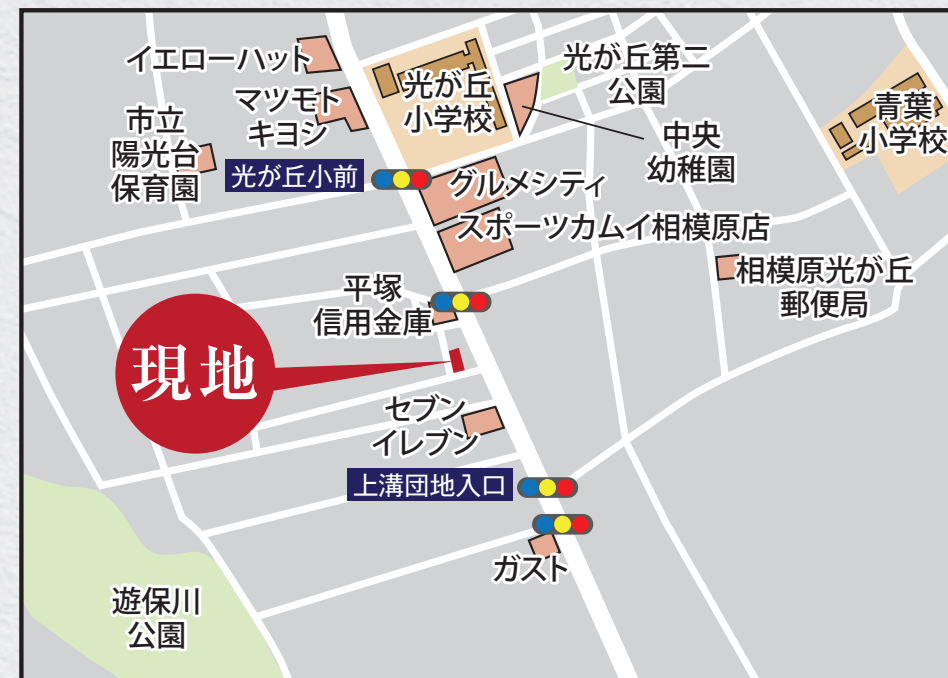 イエローハット
マツモト
キヨシ
市立
陽光台
保育園
光が丘小前
光が丘
小学校
光が丘第二
公園
中央
幼稚園
青葉
小学校
グルメシティ
スポーツカムイ相模原店
相模原光が丘
郵便局
平塚
信用金庫
現地
セブン
イレブン
上溝団地入口
ガスト
遊保川
公園